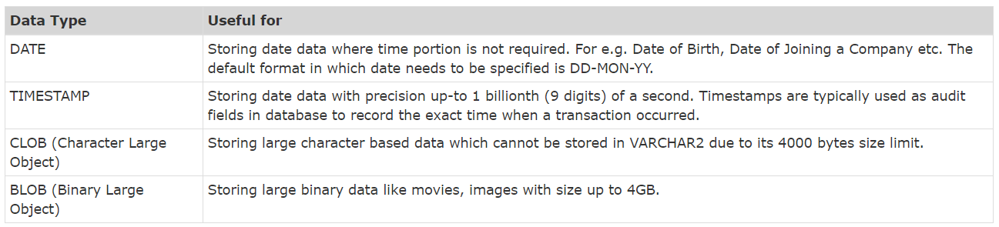 Data Type
Useful for
DATE
Storing date data where time portion is not required. For e.g. Date of Birth, Date of Joining a Company etc. The
default format in which date needs to be specified is DD-MON-YY.
TIMESTAMP
Storing date data with precision up-to 1 billionth (9 digits) of a second. Timestamps are typically used as audit
fields in database to record the exact time when a transaction occurred.
CLOB (Character Large
Object)
Storing large character based data which cannot be stored in VARCHAR2 due to its 4000 bytes size limit.
BLOB (Binary Large
Object)
Storing large binary data like movies, images with size up to 4GB.